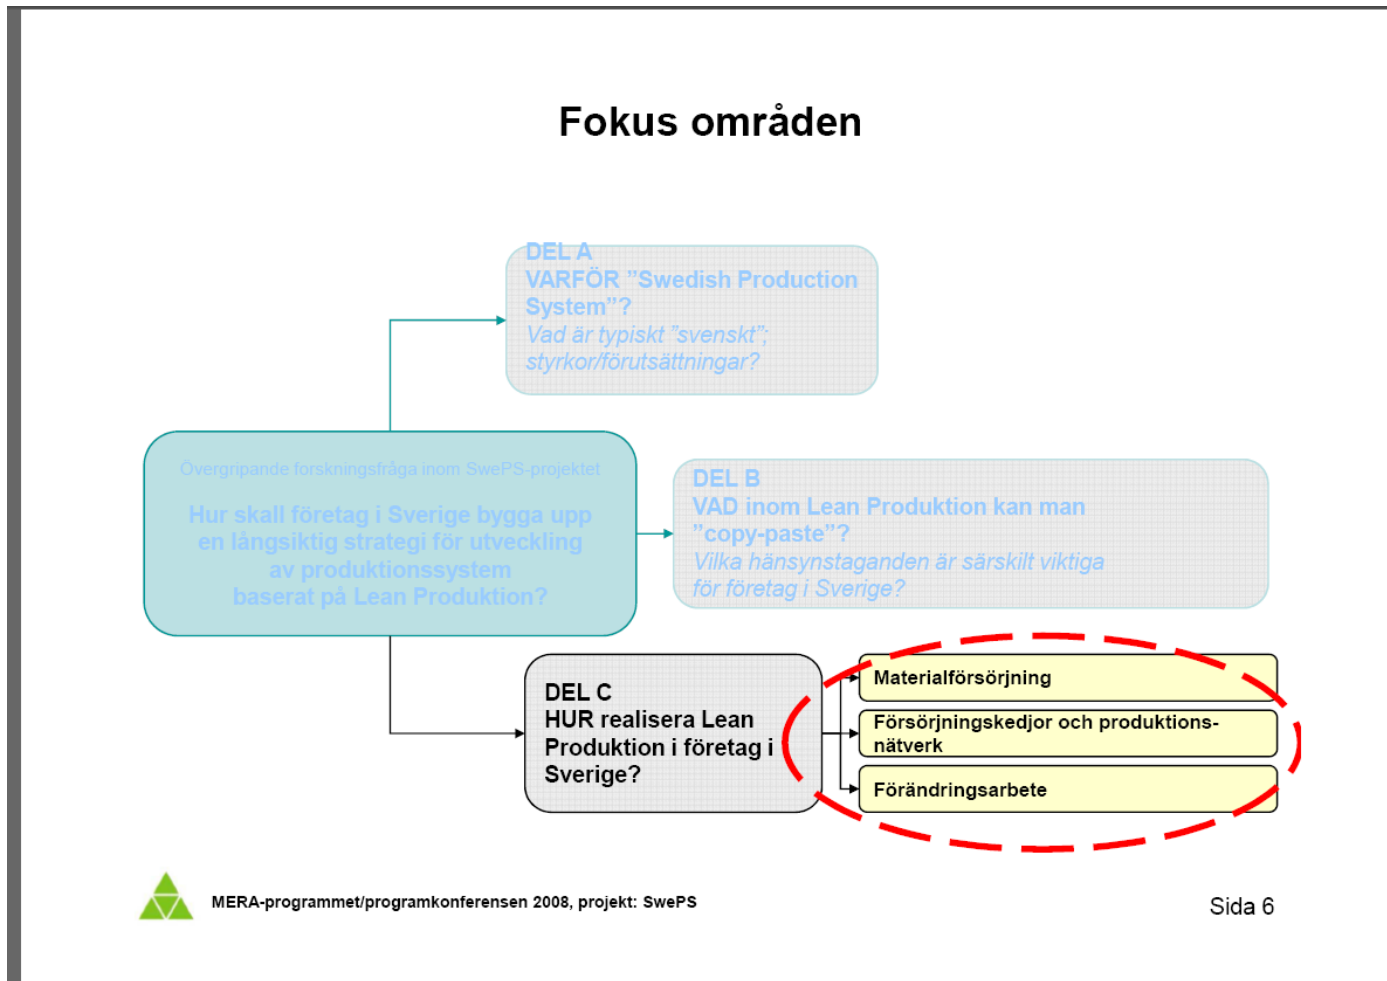 Fokus områden
DEL A
VARFÖR ”Swedish Production
System”?
Vad är typiskt ”svenskt”;
styrkor/förutsättningar?
Övergripande forskningsfråga inom SwePS-projektet
Hur skall företag i Sverige bygga upp
en långsiktig strategi för utveckling
av produktionssystem
baserat på Lean Produktion?
DEL B
VAD inom Lean Produktion kan man
”copy-paste”?
Vilka hänsynstaganden är särskilt viktiga
för företag i Sverige?
DEL C
HUR realisera Lean
Produktion i företag i
Sverige?
Materialförsörjning
Försörjningskedjor och produktions-
nätverk
Förändringsarbete
MERA-programmet/programkonferensen 2008, projekt: SwePS
Sida 6